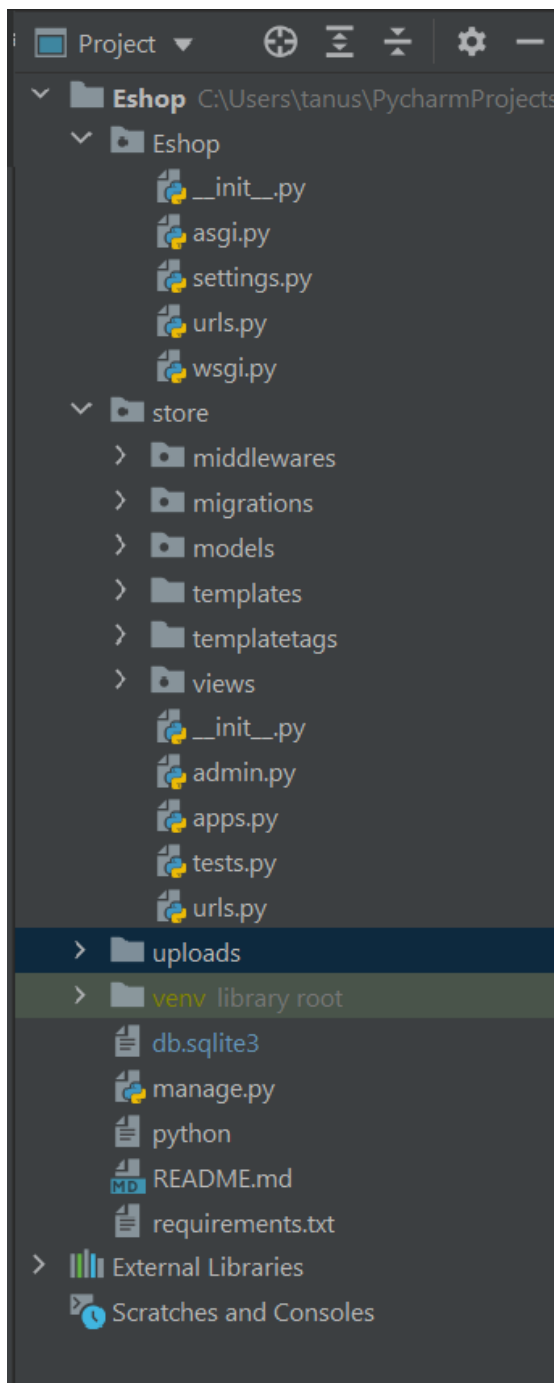 Project
Eshop C:\Users\tanus\PycharmProjects
Eshop
__init__.py
asgi.py
settings.py
urls.py
wsgi.py
store
middlewares
migrations
models
templates
templatetags
views
__init__.py
admin.py
apps.py
tests.py
urls.py
uploads
venv library root
db.sqlite3
manage.py
python
MD README.md
requirements.txt
External Libraries
Scratches and Consoles